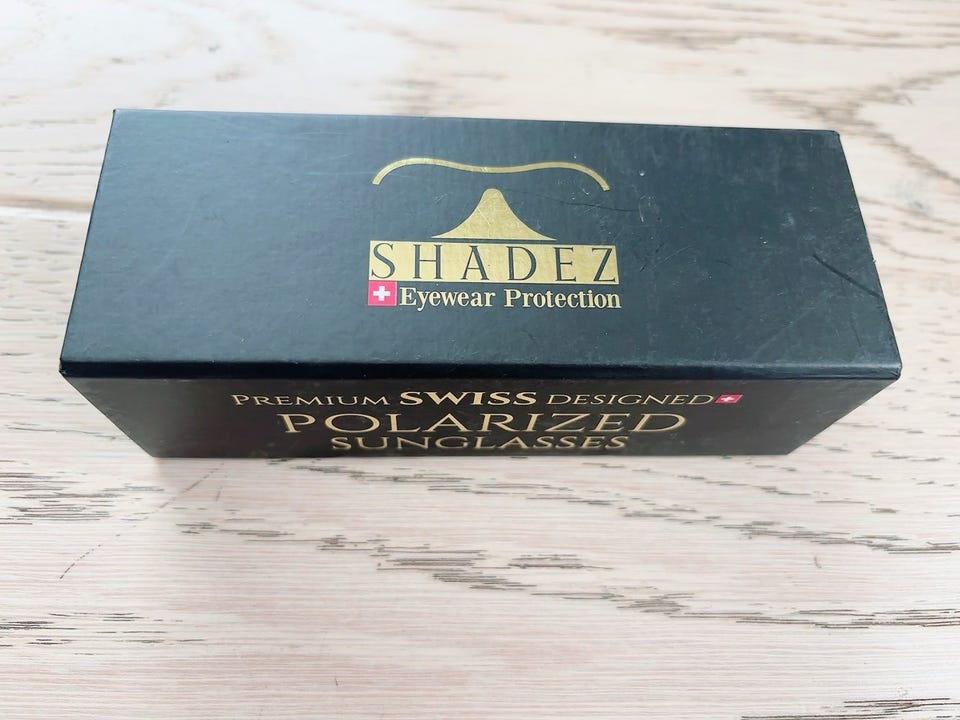 SHADEZ
Eyewear Protection
PREMIUM SWISS DESIGNED
POLARIZED
SUNGLASSES